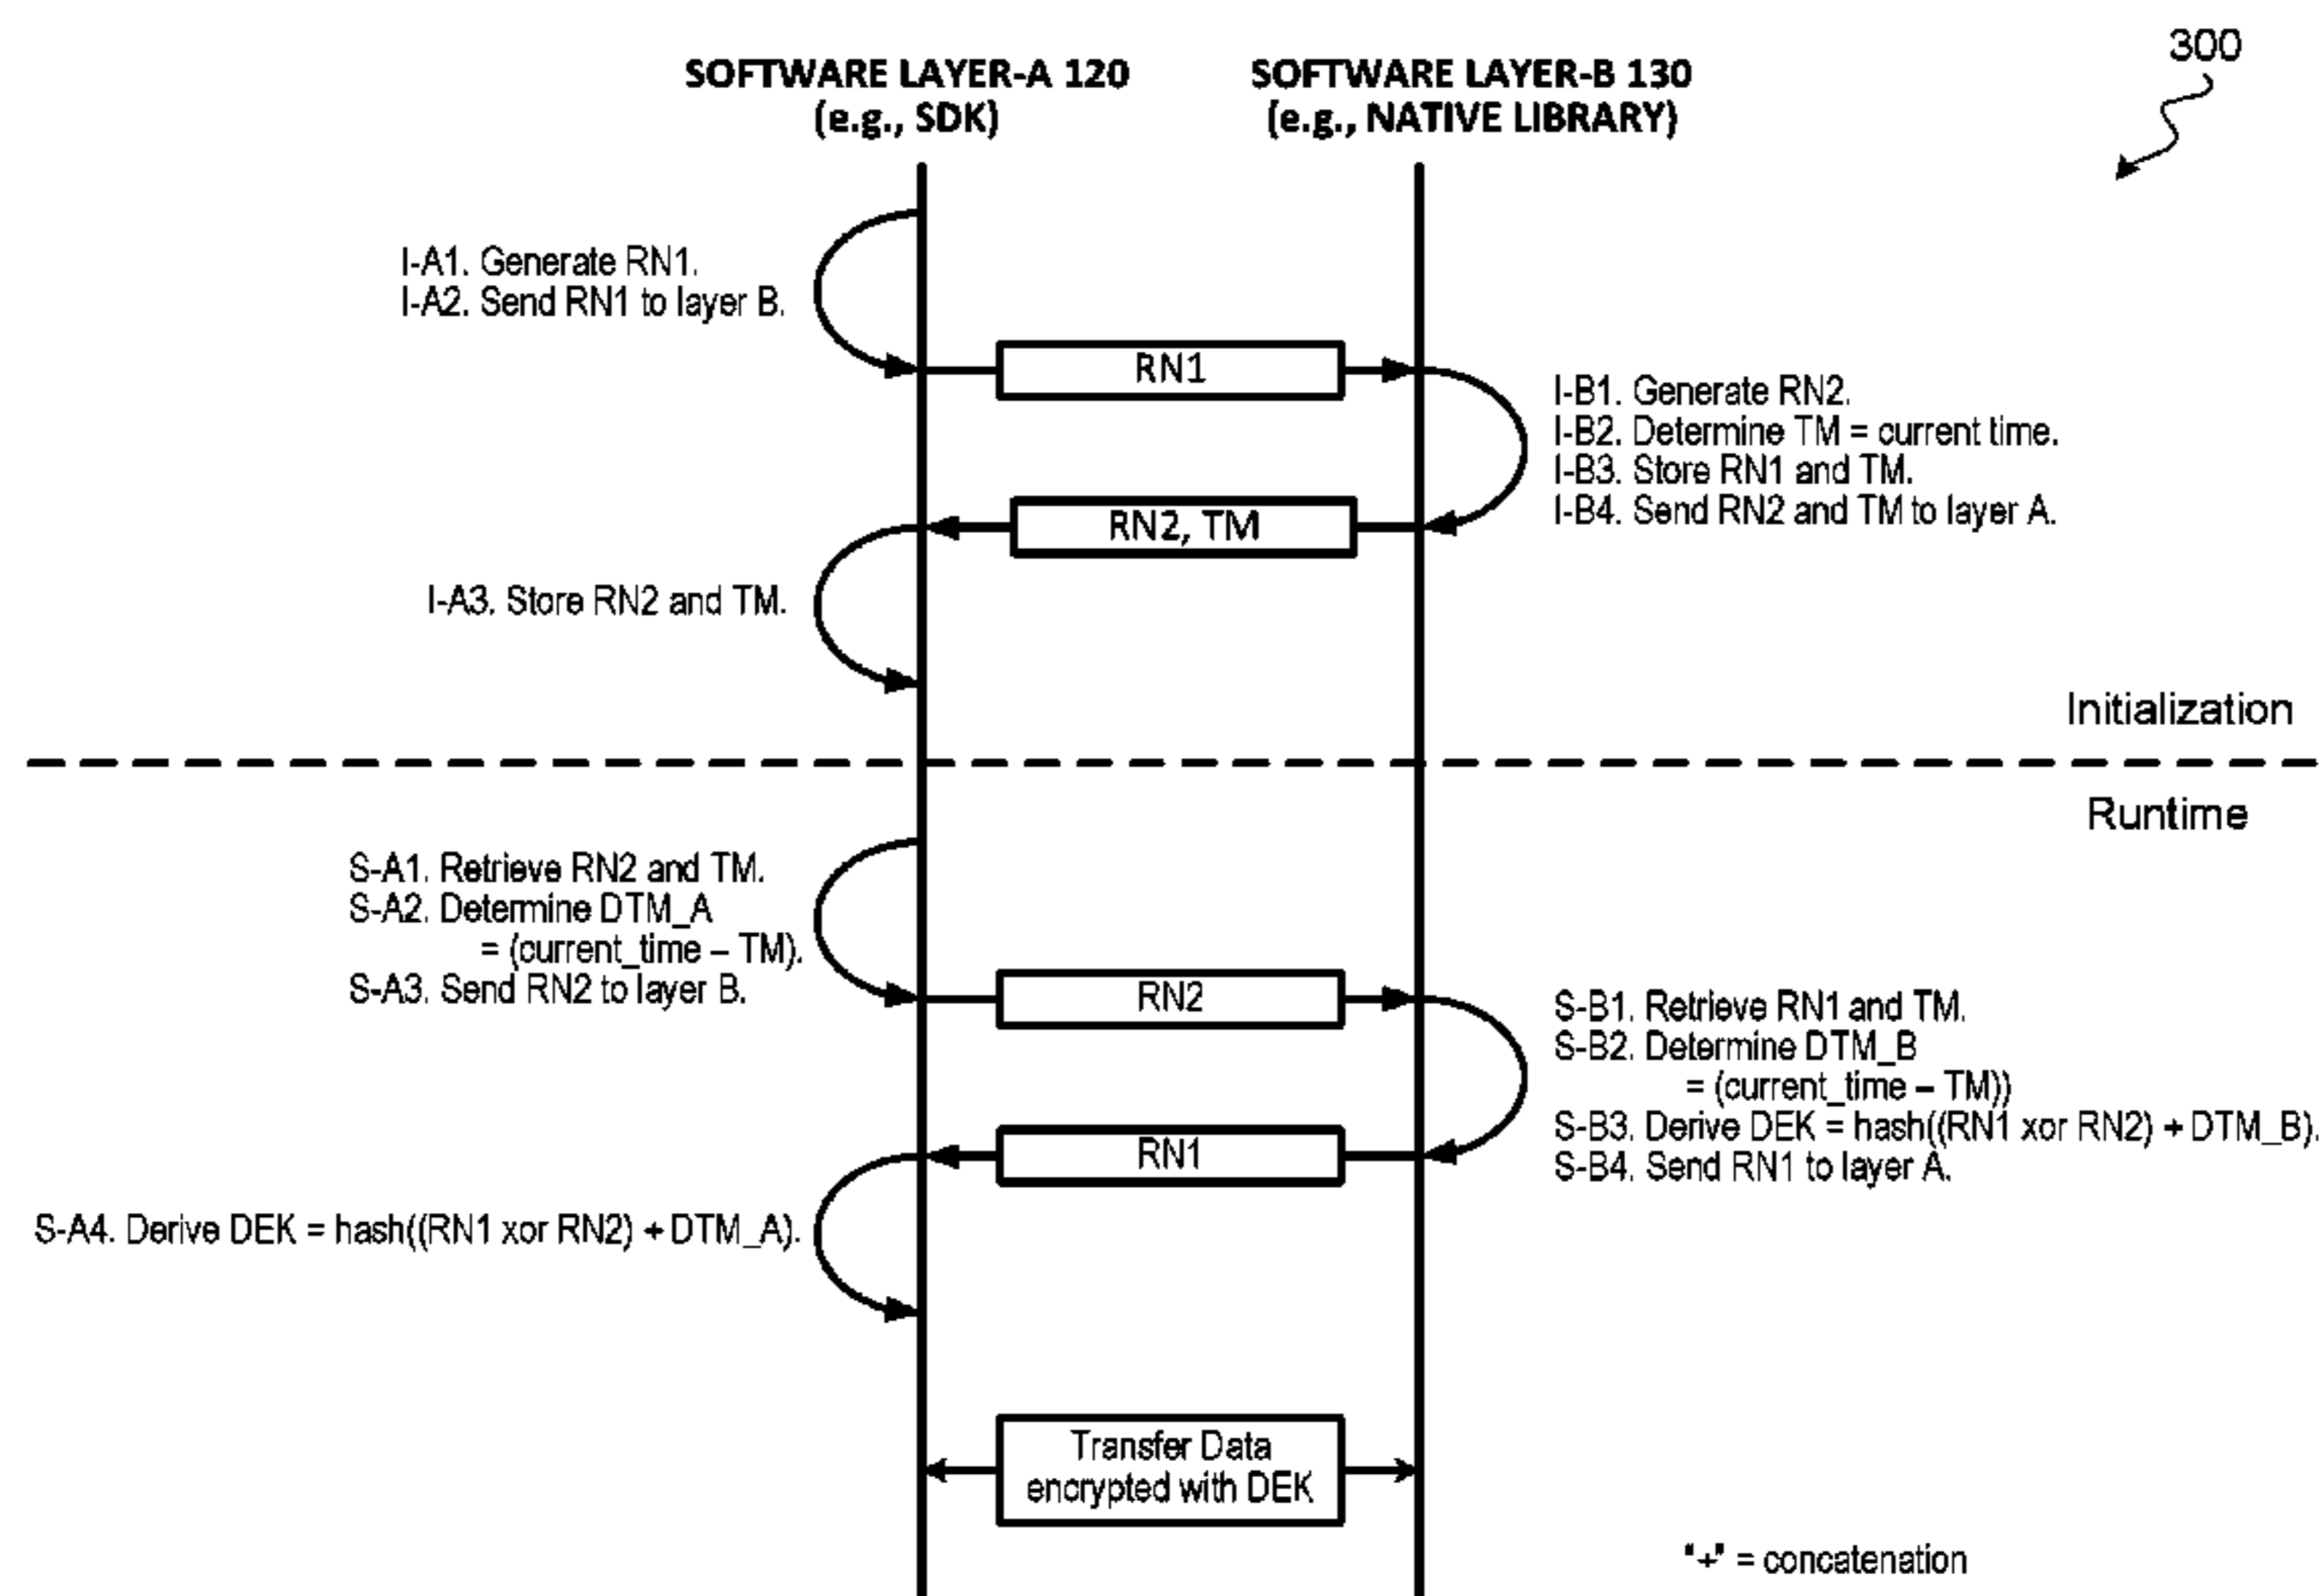 300
SOFTWARE LAYER-A 120
(e.g., SDK)
SOFTWARE LAYER-B 130
(e.g., NATIVE LIBRARY)
I-A1. Generate RN1.
I-A2. Send RN1 to layer B.
RN1
I-B1. Generate RN2.
I-B2. Determine TM = current time.
I-B3. Store RN1 and TM.
I-B4. Send RN2 and TM to layer A.
RN2, TM
I-A3. Store RN2 and TM.
Initialization
Runtime
S-A1. Retrieve RN2 and TM.
S-A2. Determine DTM_A
= (current_time – TM).
S-A3. Send RN2 to layer B.
RN2
S-B1. Retrieve RN1 and TM.
S-B2. Determine DTM_B
= (current_time – TM))
S-B3. Derive DEK = hash((RN1 xor RN2) + DTM_B).
S-B4. Send RN1 to layer A.
RN1
S-A4. Derive DEK = hash((RN1 xor RN2) + DTM_A).
Transfer Data
encrypted with DEK
"+" = concatenation